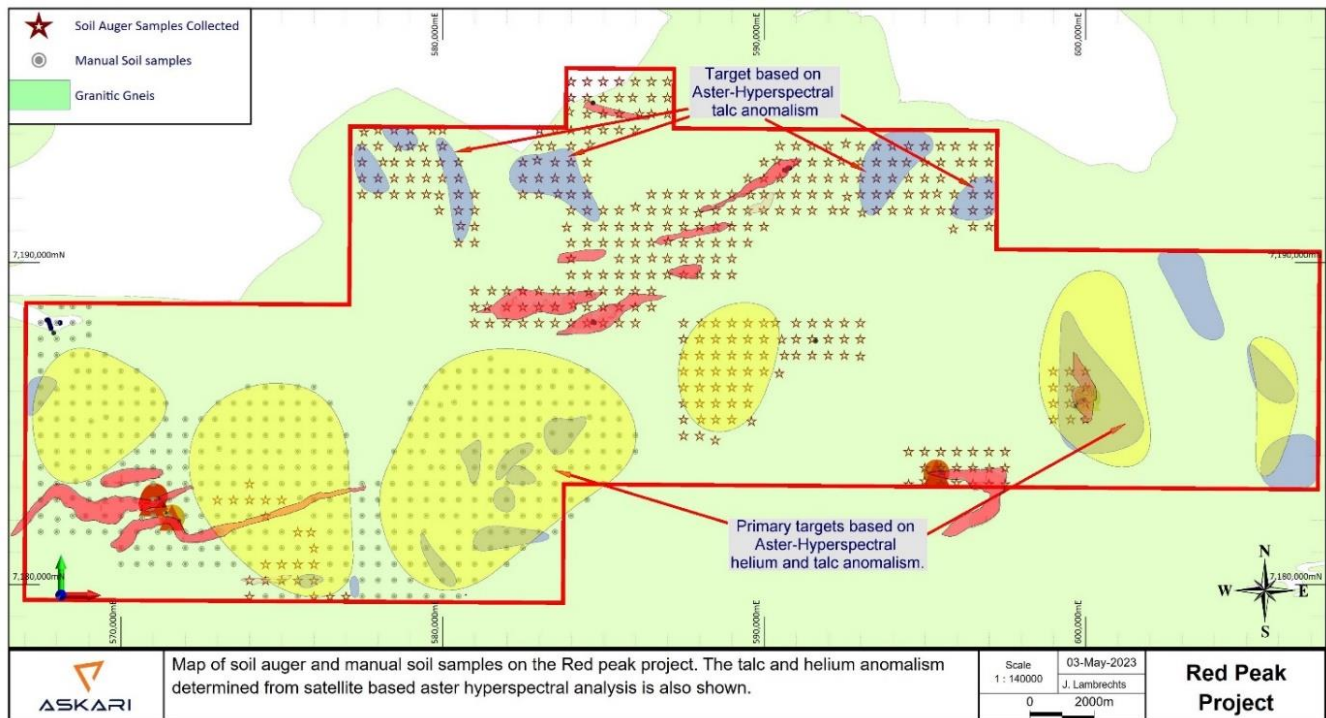 Soil Auger Samples Collected
Manual Soil samples
Granitic Gneis
580,000mE
590,000mE
600,000mE
Target based on
Aster-Hyperspectral
talc anomalism
7,190,000mN
7,190,000mN
Primary targets based on
Aster-Hyperspectral
helium and talc anomalism.
7,180,000mN
7,180,000mN
N
W
E
S
570,000mE
580,000mE
590,000mE
600,000mE
ASKARI
Map of soil auger and manual soil samples on the Red peak project. The talc and helium anomalism
determined from satellite based aster hyperspectral analysis is also shown.
Scale
1 : 140000
03-May-2023
J. Lambrechts
0 2000m
Red Peak
Project